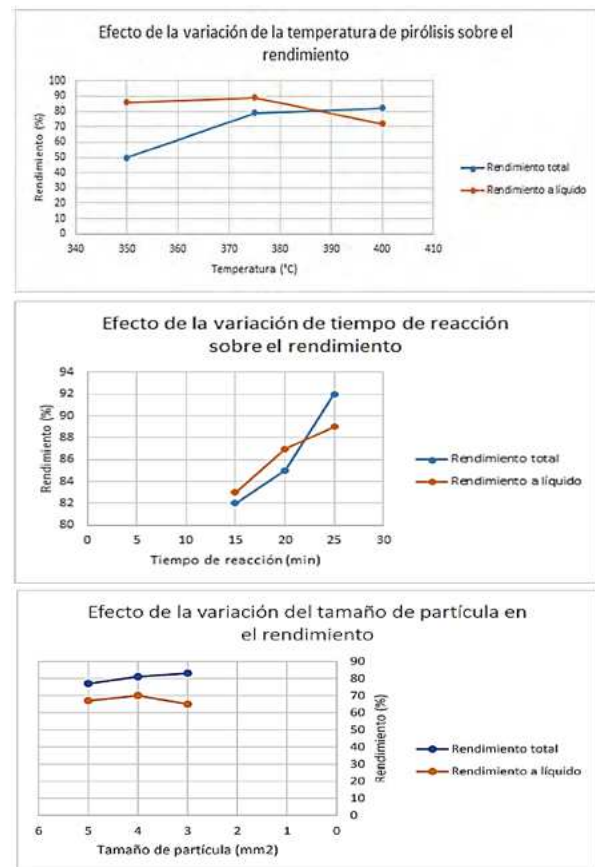 Efecto de la variación de la temperatura de pirólisis sobre el
rendimiento
100
90
80
70
60
50
40
30
20
10
0
Rendimiento (%)
340 350 360 370 380 390 400 410
Temperatura (°C)
Rendimiento total
Rendimiento a líquido
Efecto de la variación de tiempo de reacción
sobre el rendimiento
94
92
90
88
86
84
82
80
Rendimiento (%)
0 5 10 15 20 25 30
Tiempo de reacción (min)
Rendimiento total
Rendimiento a líquido
Efecto de la variación del tamaño de partícula en
el rendimiento
90
80
70
60
50
40
30
20
10
0
Rendimiento (%)
6 5 4 3 2 1 0
Tamaño de partícula (mm2)
Rendimiento total
Rendimiento a líquido